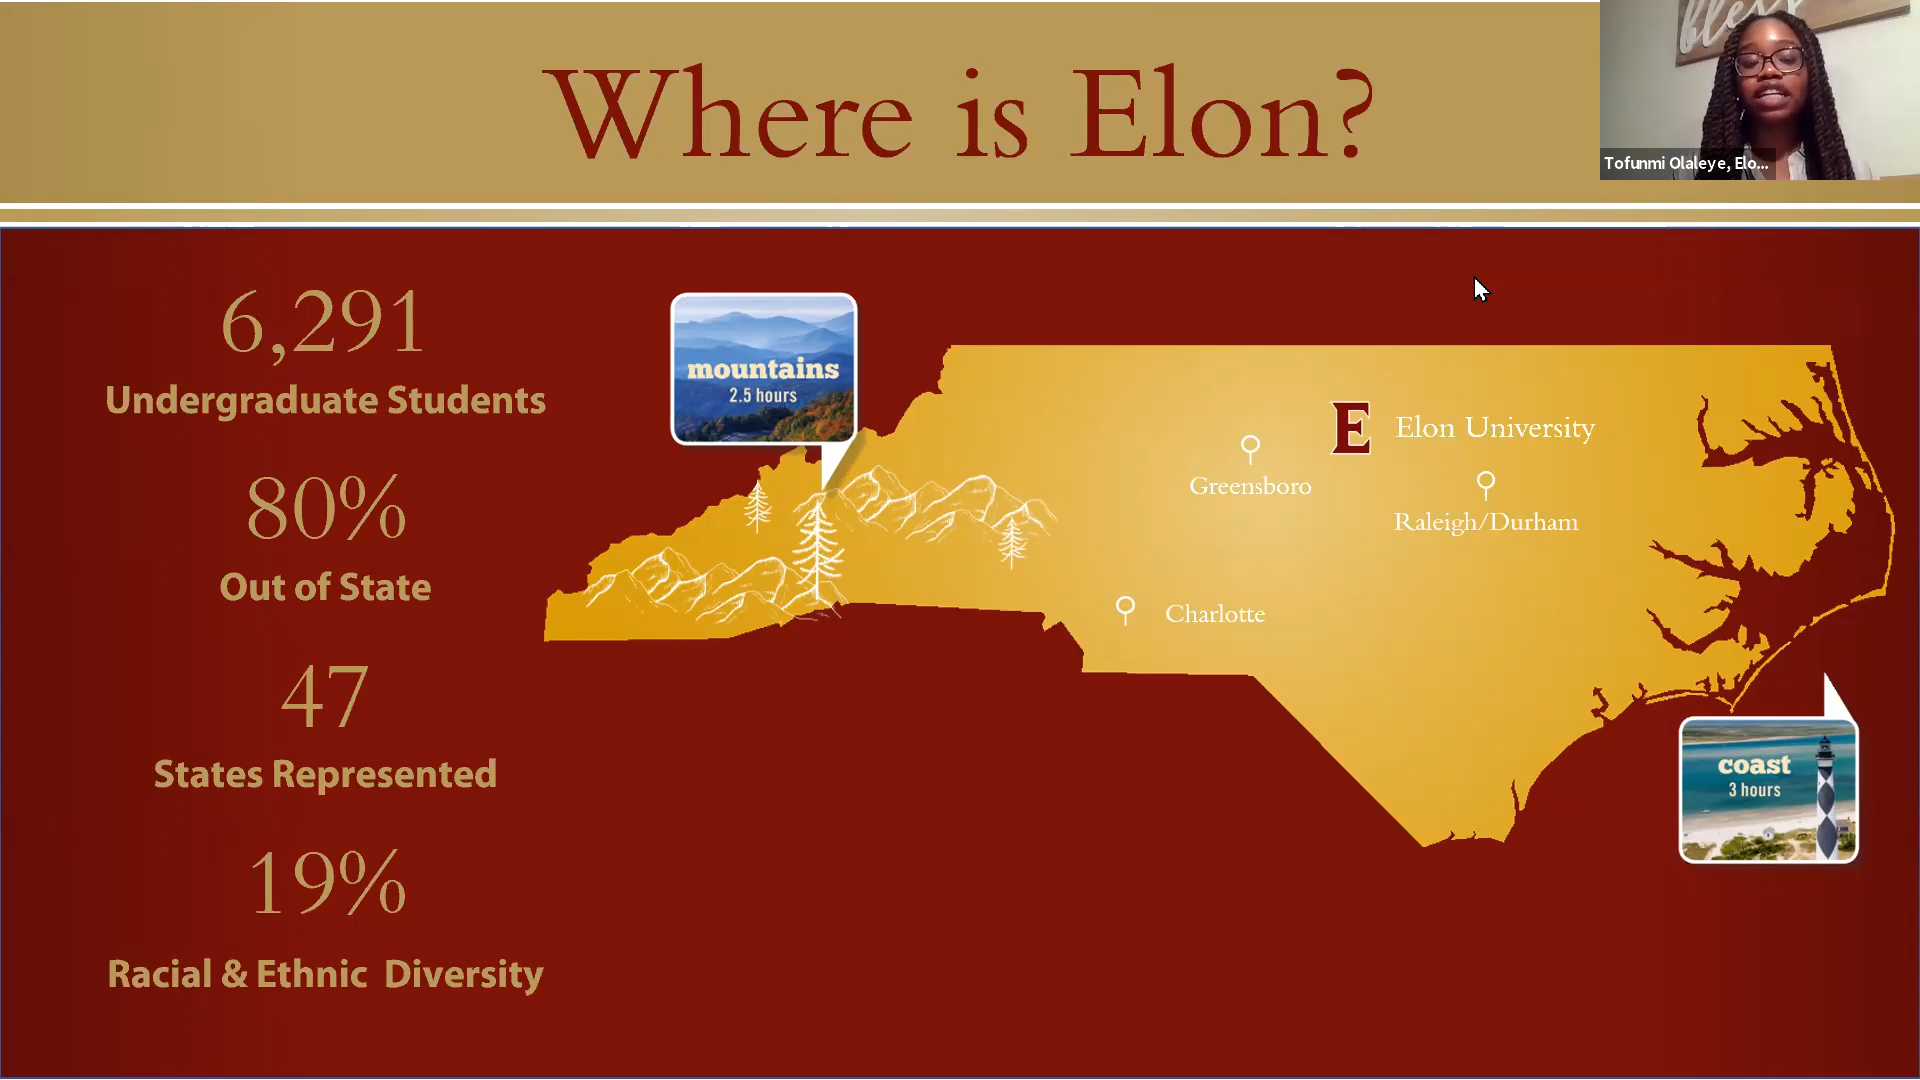 Where is Elon?
bless
Tofunmi Olaleye, Elo...
6,291
Undergraduate Students
80%
Out of State
47
States Represented
19%
Racial & Ethnic Diversity
mountains
2.5 hours
E Elon University
Greensboro
Raleigh/Durham
Charlotte
coast
3 hours